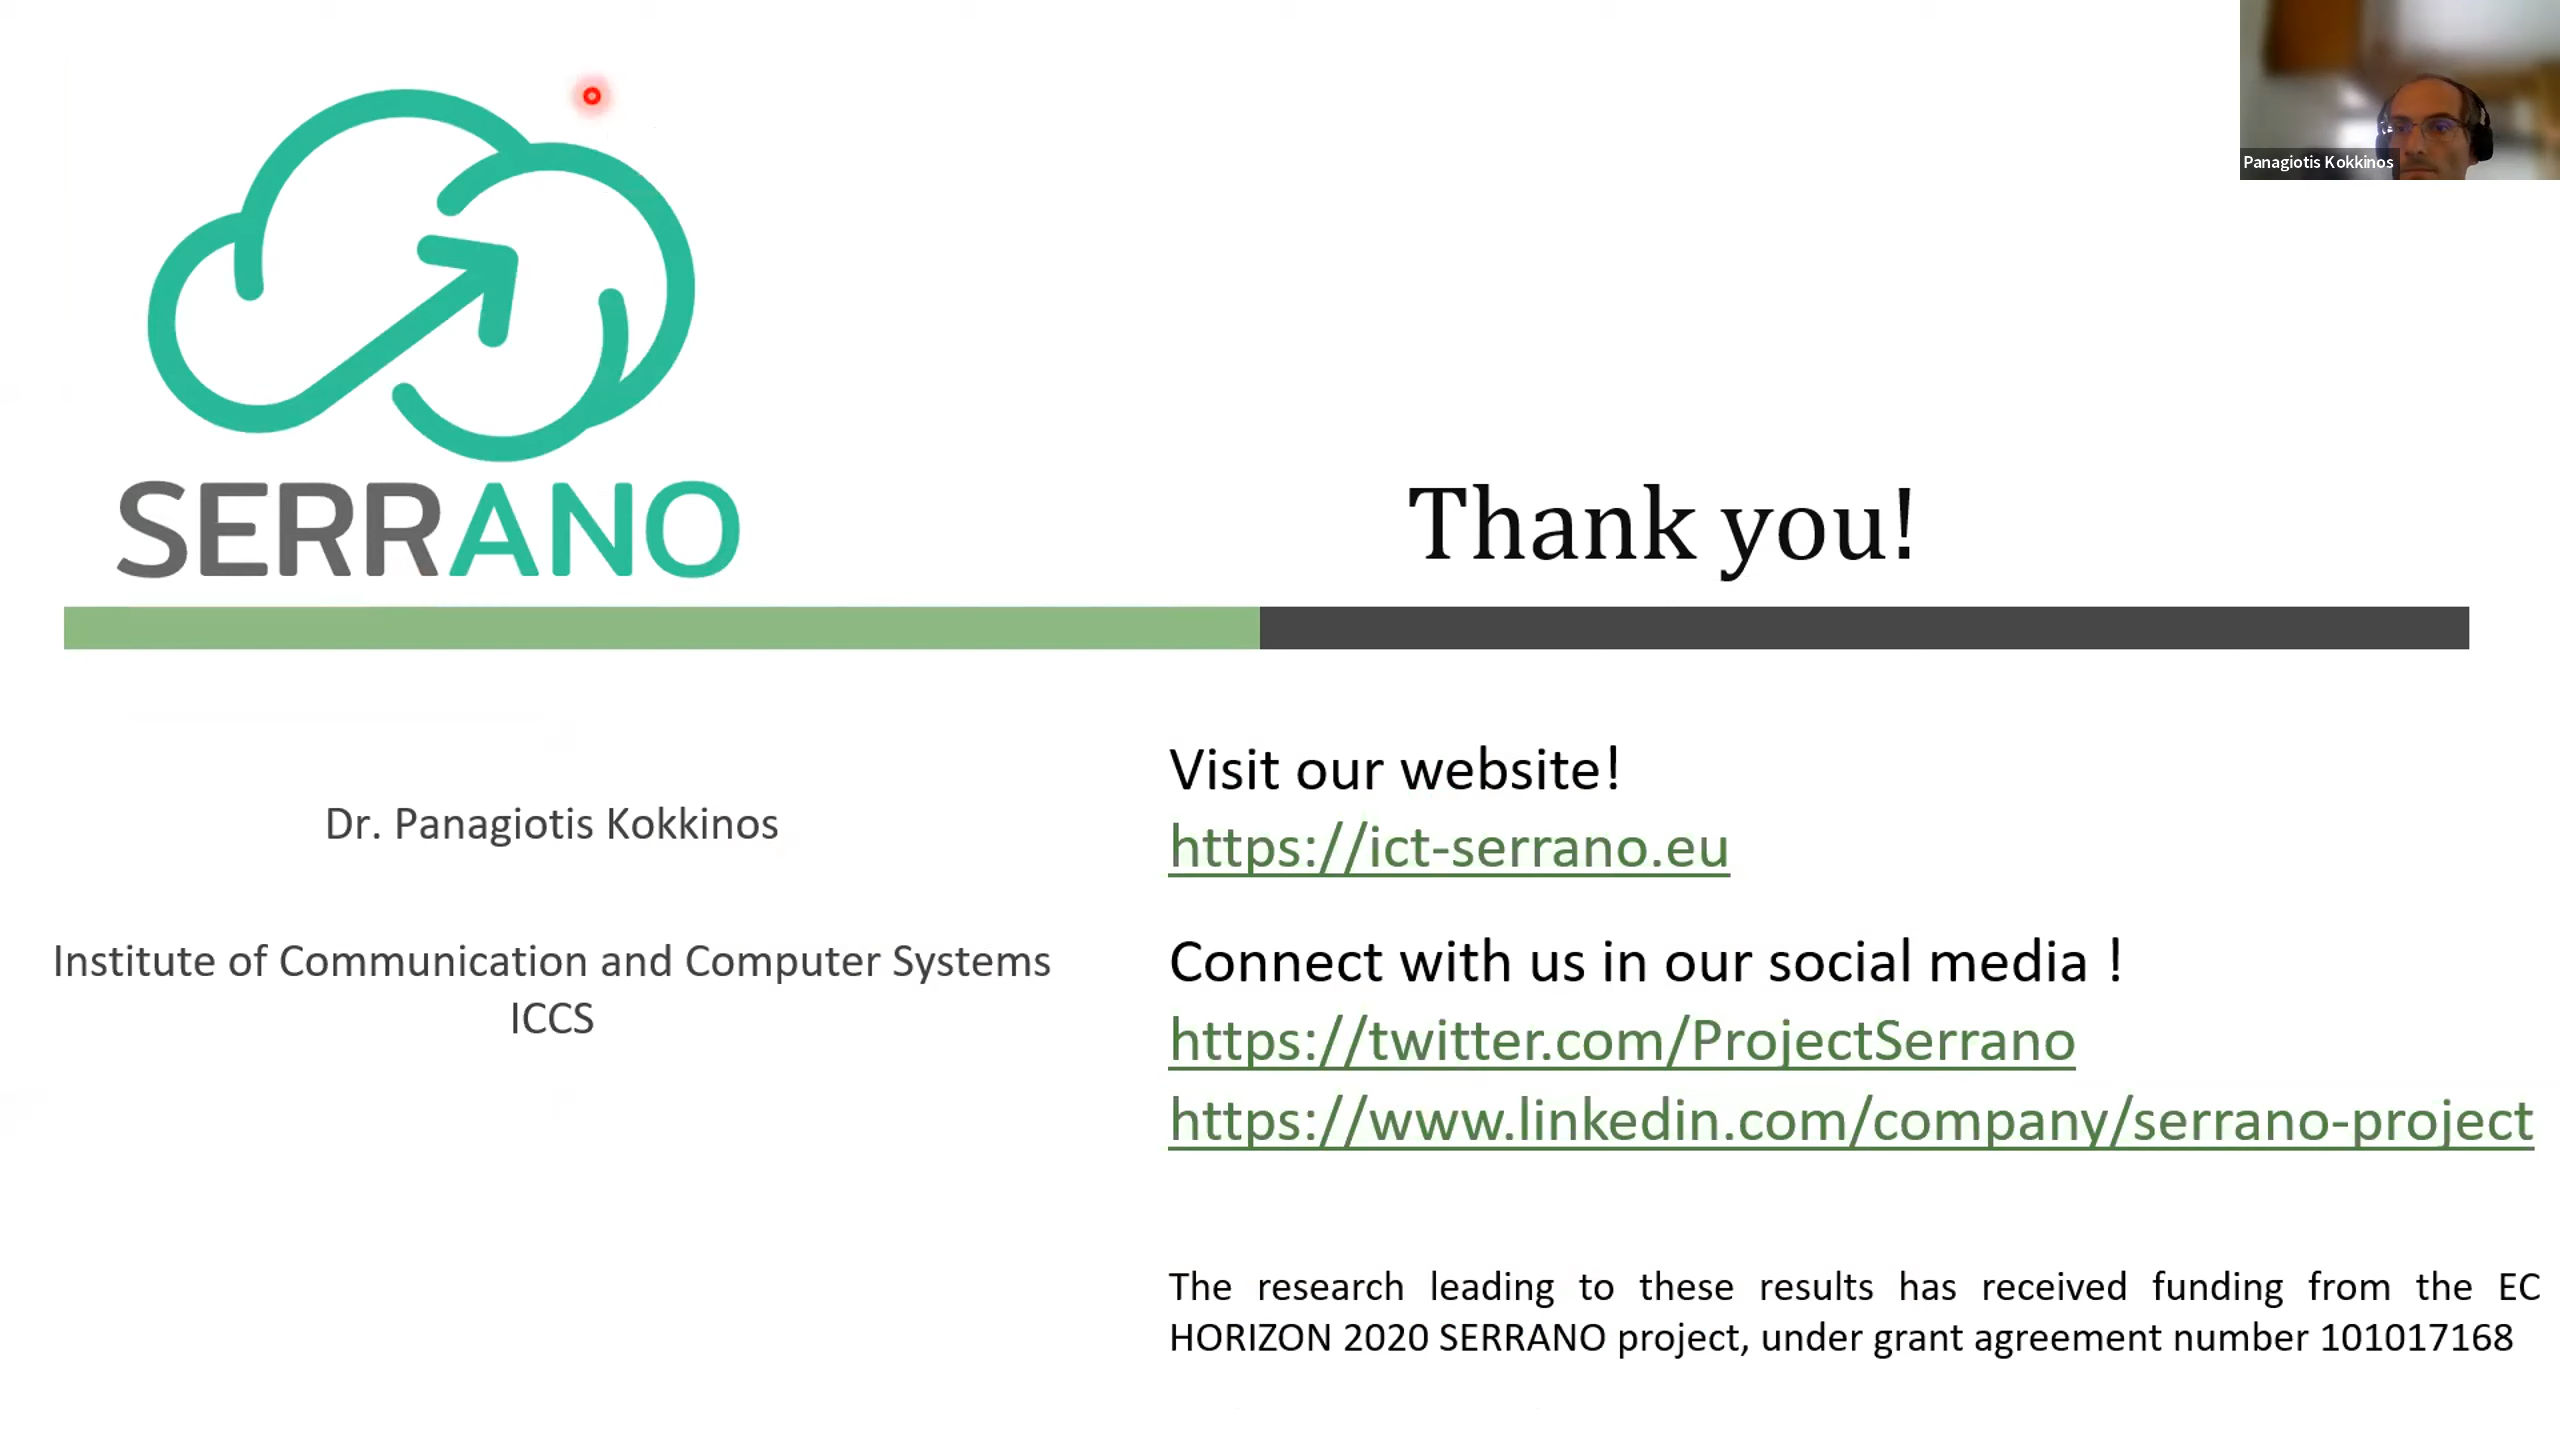 Panagiotis Kokkinos
SERRANO
Thank you!
Dr. Panagiotis Kokkinos
Institute of Communication and Computer Systems
ICCS
Visit our website!
https://ict-serrano.eu
Connect with us in our social media !
https://twitter.com/ProjectSerrano
https://www.linkedin.com/company/serrano-project
The research leading to these results has received funding from the EC
HORIZON 2020 SERRANO project, under grant agreement number 101017168